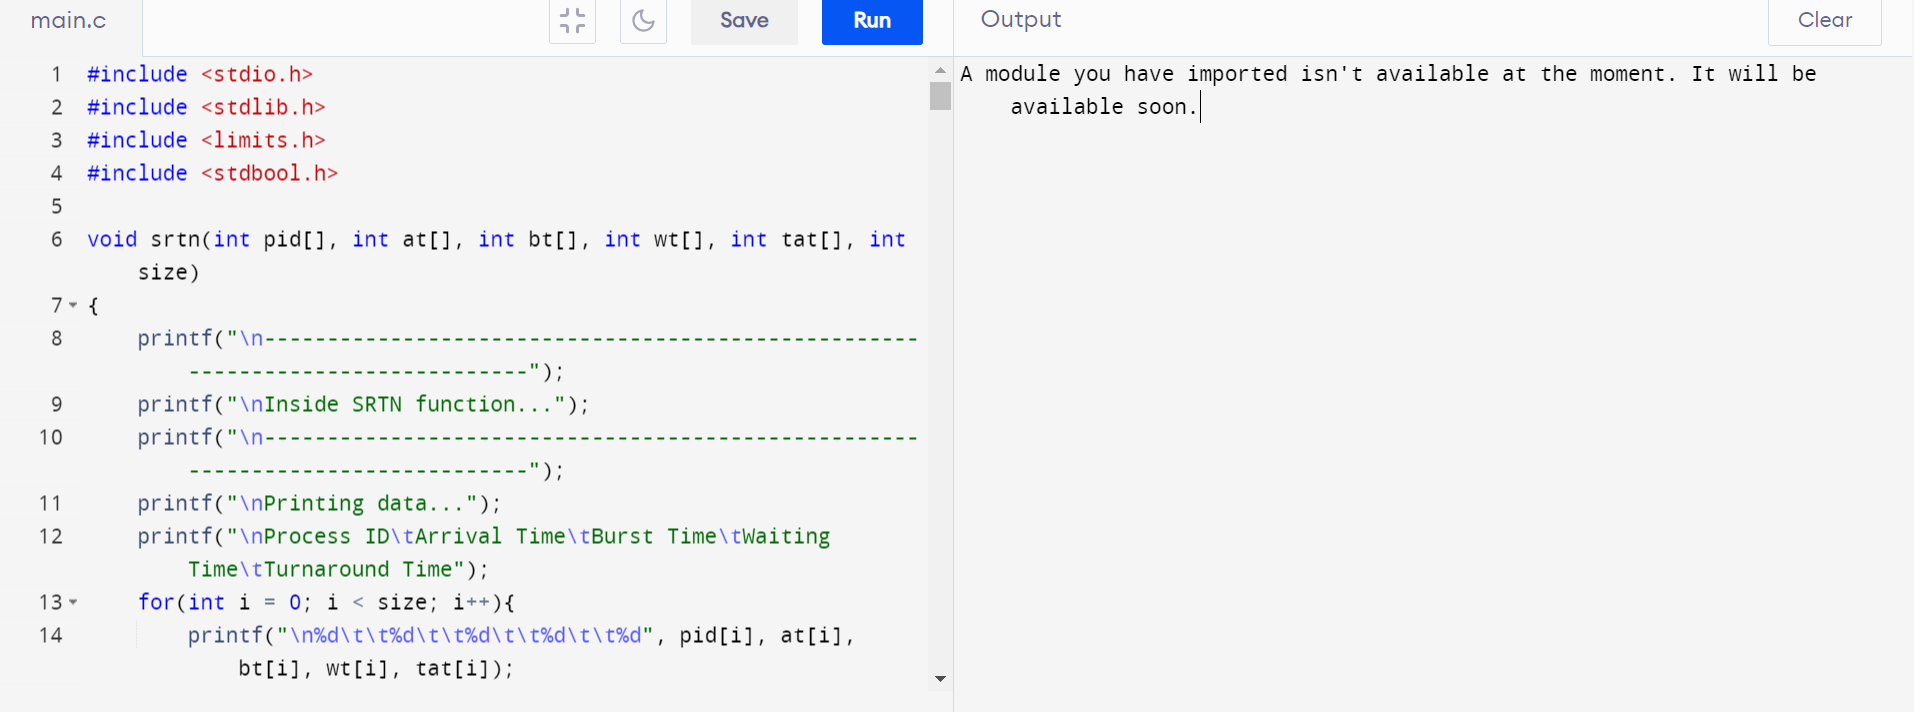 main.c
Save
Run
Output
Clear
1 #include <stdio.h>
2 #include <stdlib.h>
3 #include <limits.h>
4 #include <stdbool.h>
5
6 void srtn(int pid[], int at[], int bt[], int wt[], int tat[], int
size)
7 {
8 printf("\n----------------------------------------------------
---------------------------");
9 printf("\nInside SRTN function...");
10 printf("\n----------------------------------------------------
---------------------------");
11 printf("\nPrinting data...");
12 printf("\nProcess ID\tArrival Time\tBurst Time\tWaiting
Time\tTurnaround Time");
13 for(int i = 0; i < size; i++){
14 printf("\n%d\t\t%d\t\t%d\t\t%d\t\t%d", pid[i], at[i],
bt[i], wt[i], tat[i]);
A module you have imported isn't available at the moment. It will be
available soon.